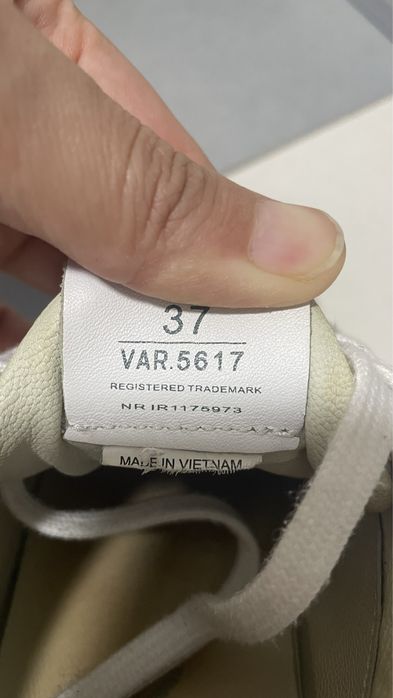 37
VAR.5617
REGISTERED TRADEMARK
NR IR1175973
MADE IN VIETNAM